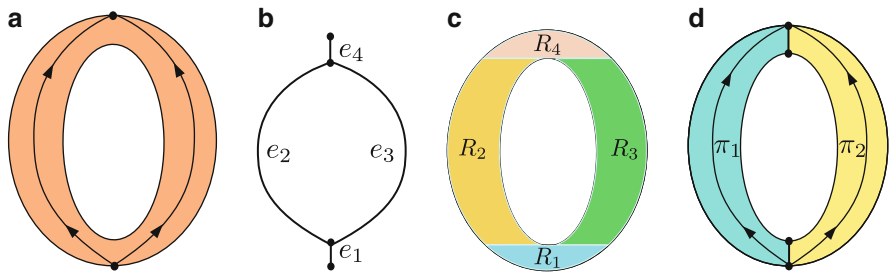 a b c d
e₄
e₂ e₃
e₁
R₄
R₂ R₃
R₁
π₁ π₂